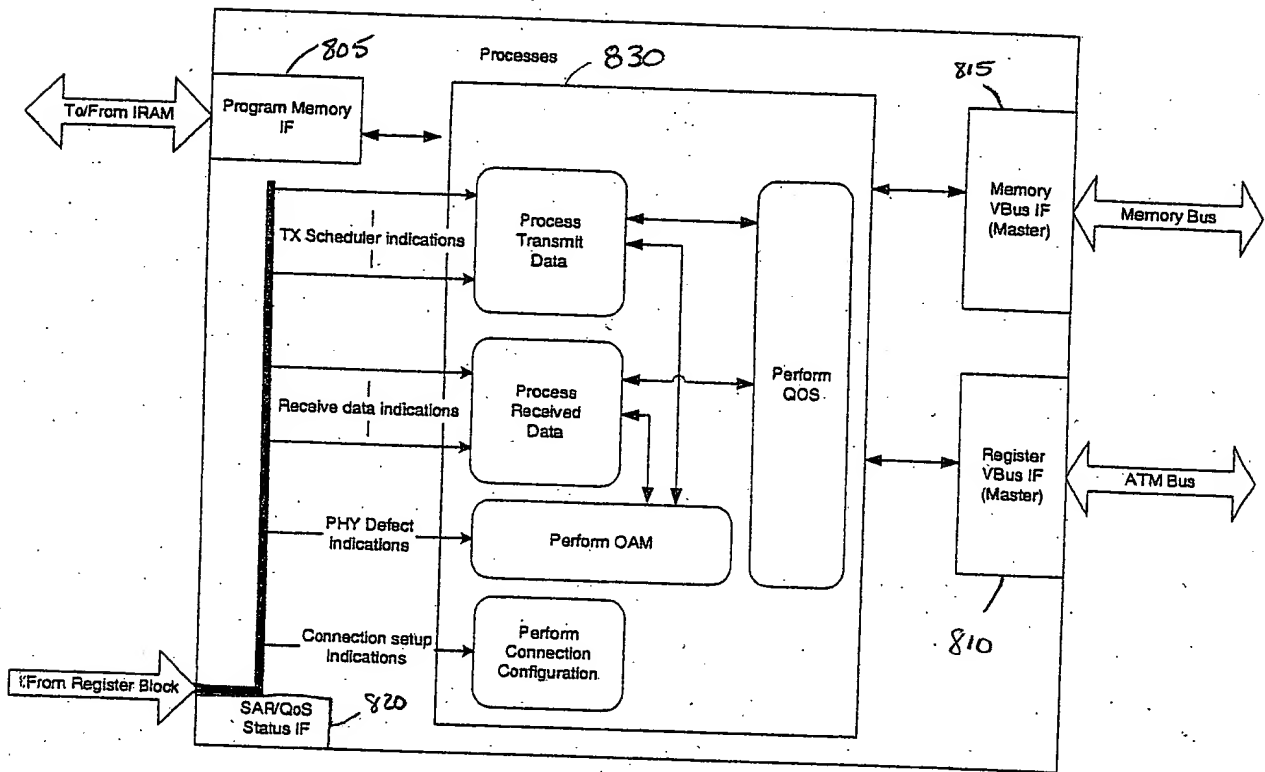 805
Processes
830
815
To/From IRAM
Program Memory
IF
Memory
VBus IF
(Master)
Memory Bus
TX Scheduler indications
Process
Transmit
Data
Receive data indications
Process
Received
Data
Perform
QOS
Register
VBus IF
(Master)
ATM Bus
PHY Defect
indications
Perform OAM
810
Connection setup
indications
Perform
Connection
Configuration
From Register Block
SAR/QoS
Status IF
820